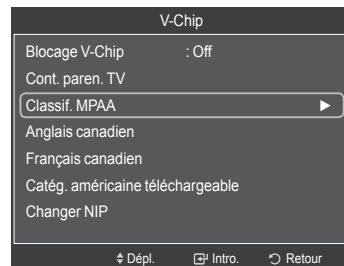 V-Chip
Blocage V-Chip : Off
Cont. paren. TV
Classif. MPAA
Anglais canadien
Français canadien
Catég. américaine téléchargeable
Changer NIP
Dépl. Intro. Retour